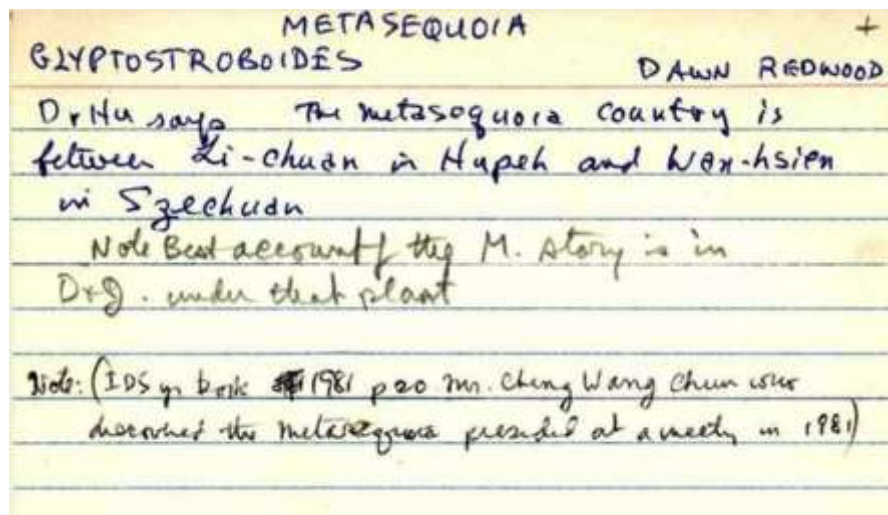 METASEQUOIA +
GLYPTOSTROBOIDES DAWN REDWOOD
Dr Hu says The metasequoia country is
between Li-chuan in Hupeh and Wan-hsien
in Szechuan
Note Best account of the M. story is in
D+G. under that plant
Note: (IDS yr book 1981 p20 Mr. Cheng Wang Chun who
discovered the Metasequoia presided at a meetg in 1981)